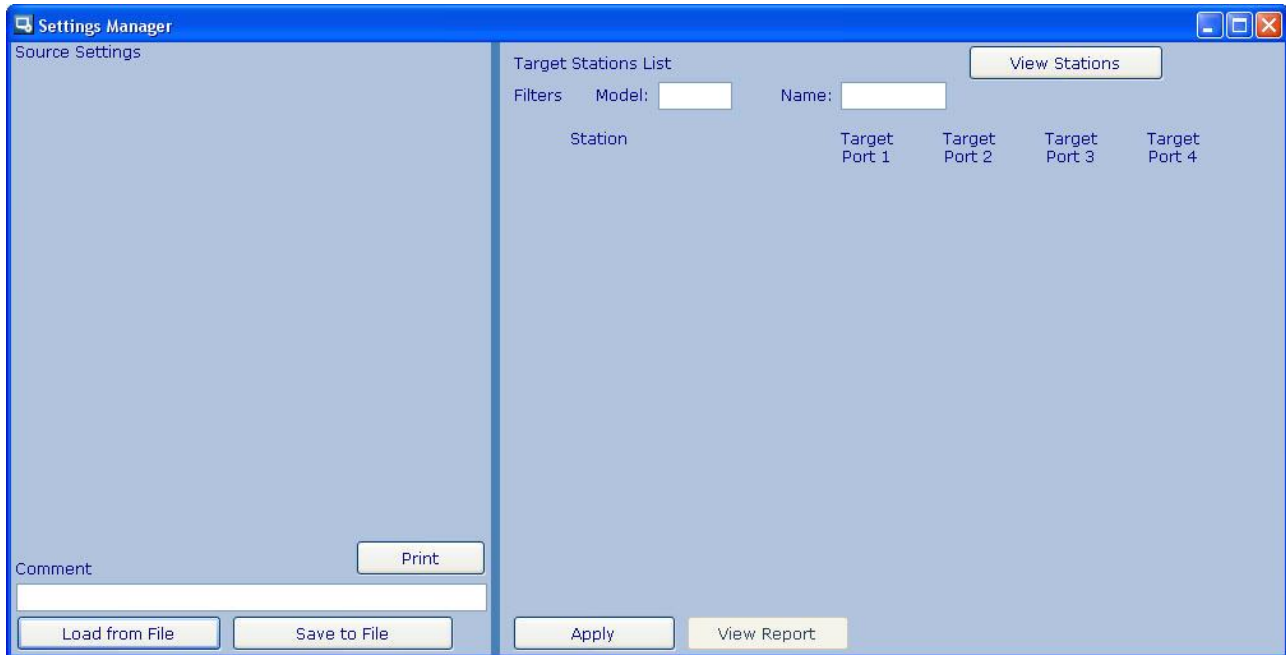 Settings Manager
Source Settings
Print
Comment
Load from File
Save to File
Target Stations List
View Stations
Filters Model: Name:
Station
Target Port 1
Target Port 2
Target Port 3
Target Port 4
Apply
View Report